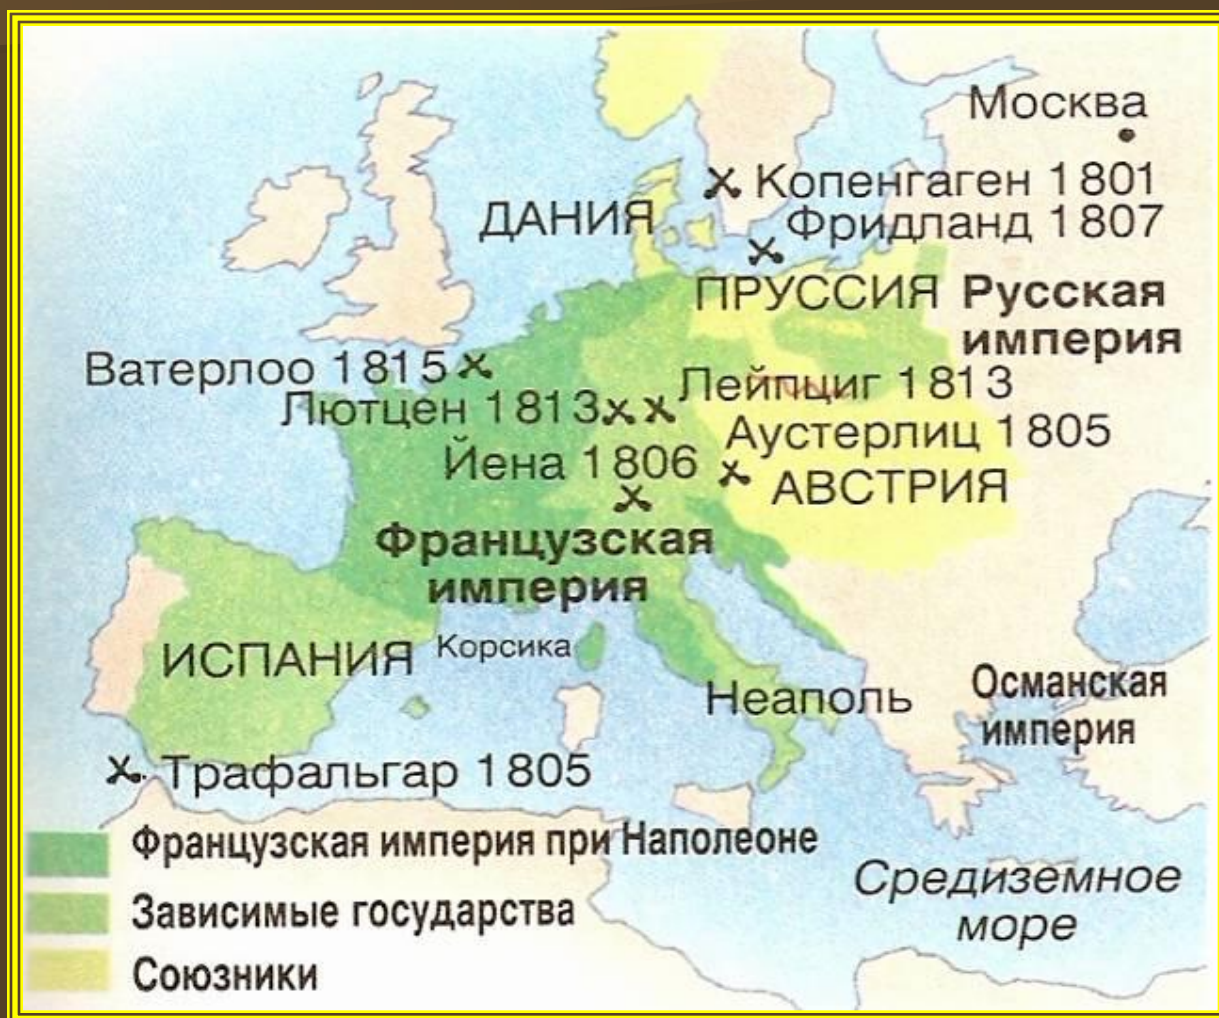 Москва
Копенгаген 1801
ДАНИЯ
Фридланд 1807
ПРУССИЯ
Русская
империя
Ватерлоо 1815
Лейпциг 1813
Лютцен 1813
Аустерлиц 1805
Йена 1806
АВСТРИЯ
Французская
империя
Корсика
ИСПАНИЯ
Неаполь
Османская
империя
Трафальгар 1805
Французская империя при Наполеоне
Зависимые государства
Союзники
Средиземное
море